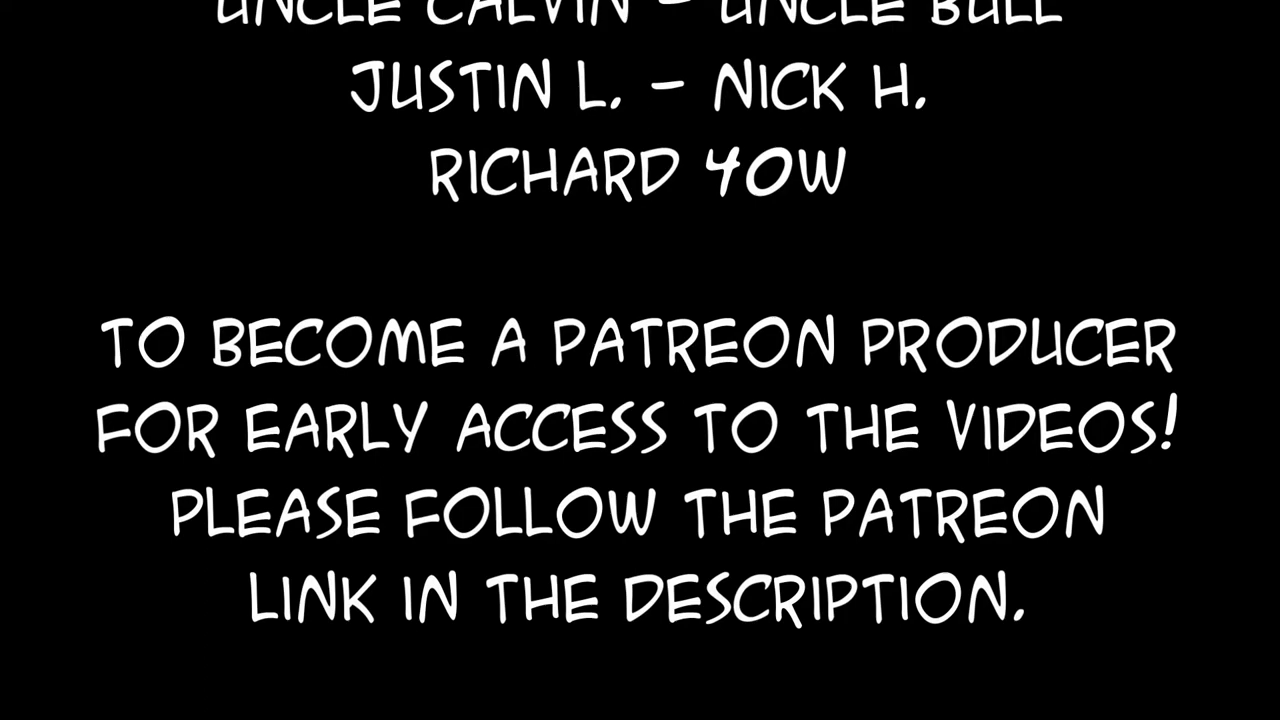 UNCLE CALVIN - UNCLE BULL
JUSTIN L. - NICK H.
RICHARD 40W
TO BECOME A PATREON PRODUCER
FOR EARLY ACCESS TO THE VIDEOS!
PLEASE FOLLOW THE PATREON
LINK IN THE DESCRIPTION.